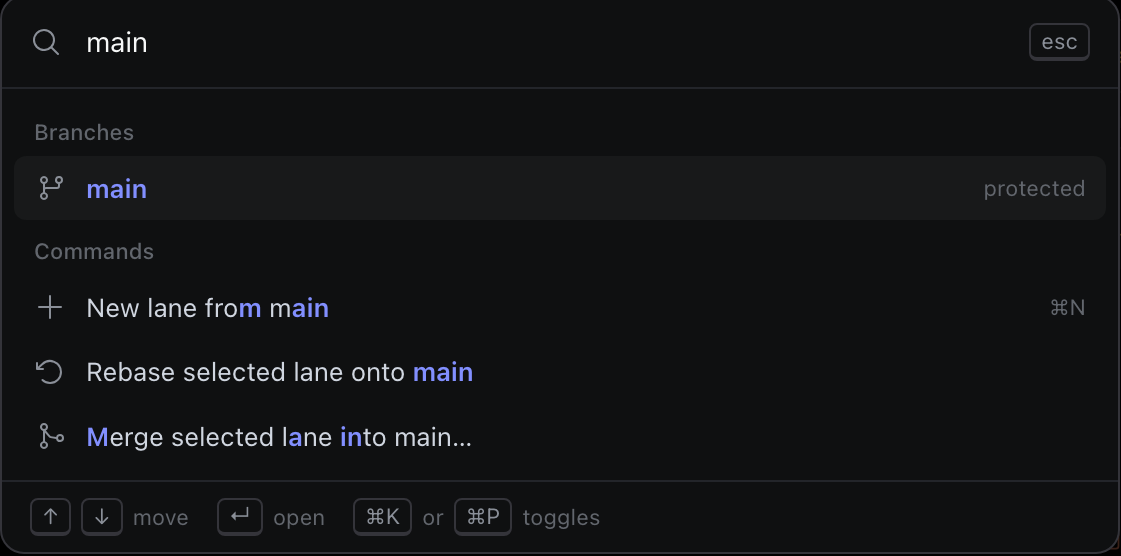 main esc
Branches
main protected
Commands
New lane from main ⌘N
Rebase selected lane onto main
Merge selected lane into main...
↑ ↓ move ↵ open ⌘K or ⌘P toggles